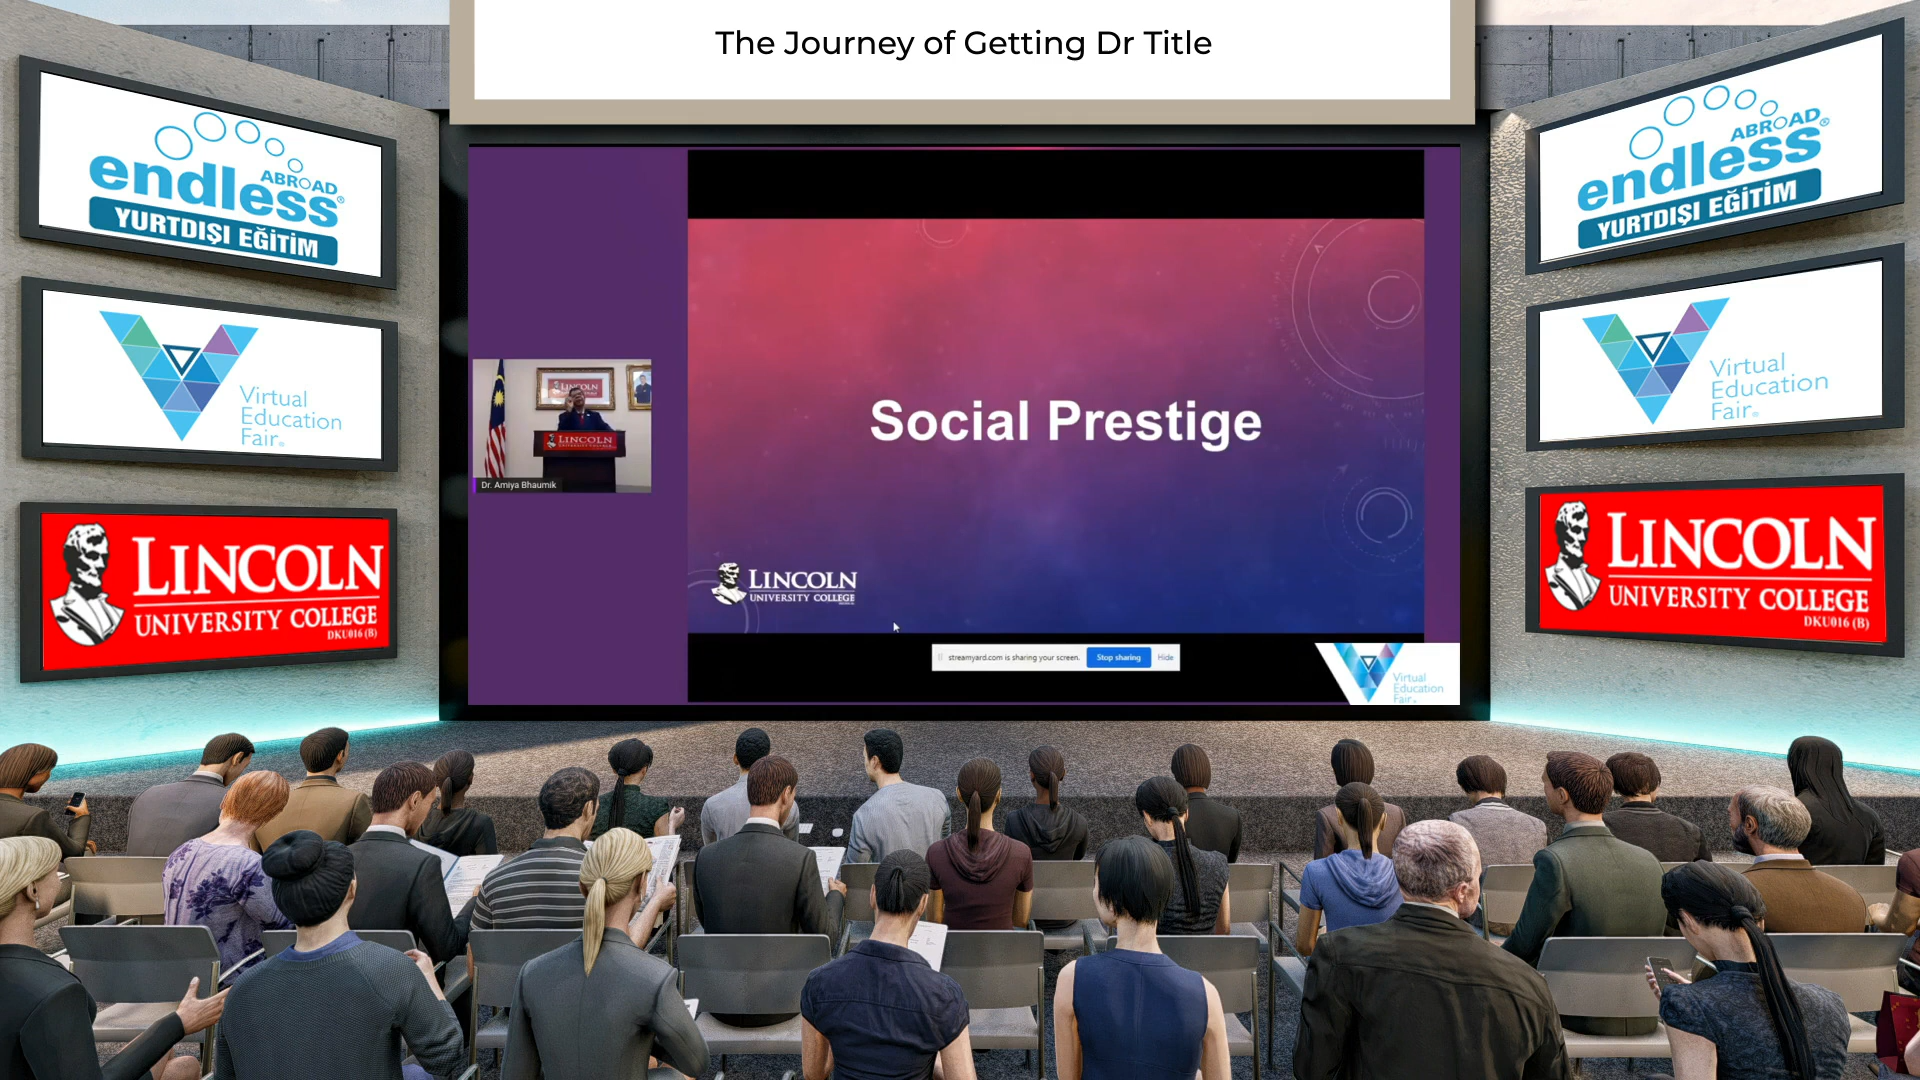 The Journey of Getting Dr Title
ABROAD
endless®
YURTDIŞI EĞİTİM
Virtual
Education
Fair®
LINCOLN
UNIVERSITY COLLEGE
DKU016 (B)
LINCOLN
LINCOLN
Dr. Amiya Bhaumik
Social Prestige
LINCOLN
UNIVERSITY COLLEGE
streamyard.com is sharing your screen.
Stop sharing
Hide
Virtual
Education
Fair®
ABROAD®
endless
YURTDIŞI EĞİTİM
Virtual
Education
Fair®
LINCOLN
UNIVERSITY COLLEGE
DKU016 (B)